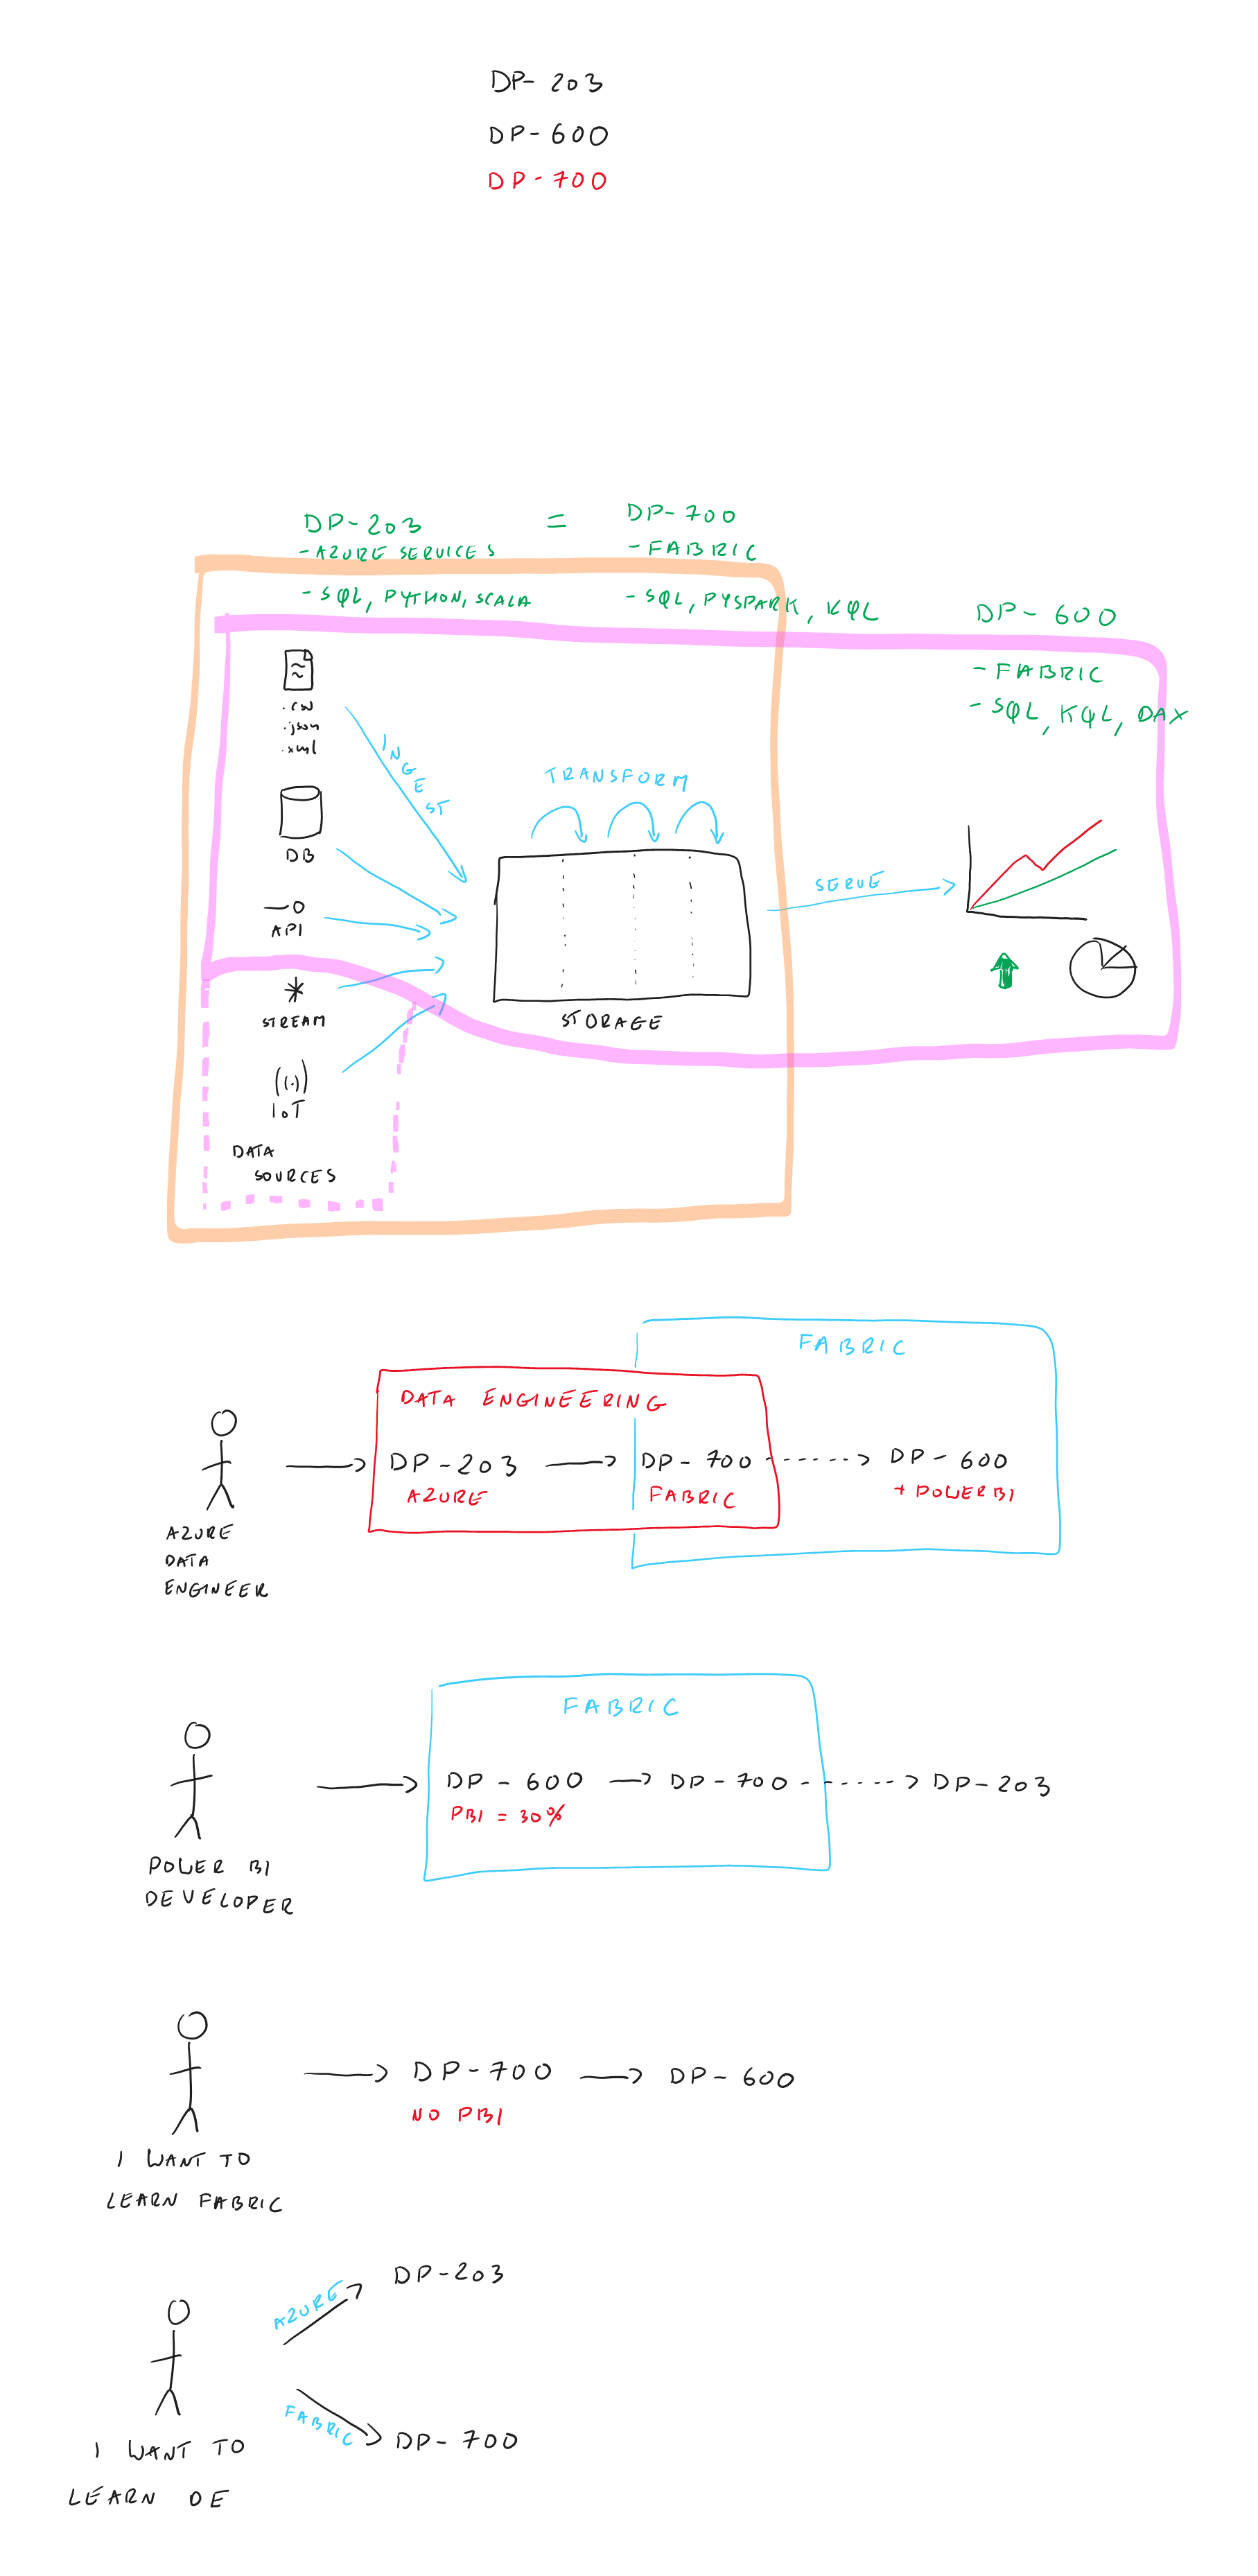 DP- 203
DP-600
DP-700
DP-203 = DP-700
- AZURE SERVICES
- FABRIC
- SQL, PYTHON, SCALA
- SQL, PYSPARK, KQL
DP- 600
- FABRIC
- SQL, KQL, DAX
.csv
.json
.xml
DB
API
STREAM
IoT
DATA
SOURCES
INGEST
TRANSFORM
STORAGE
SERVE
FABRIC
DATA ENGINEERING
DP-203
DP-700
DP-600
AZURE
FABRIC
+ POWER BI
AZURE
DATA
ENGINEER
FABRIC
DP-600
DP-700
DP-203
PBI = 30%
POWER BI
DEVELOPER
DP-700
DP-600
NO PBI
I WANT TO
LEARN FABRIC
AZURE
DP-203
FABRIC
DP-700
I WANT TO
LEARN DE